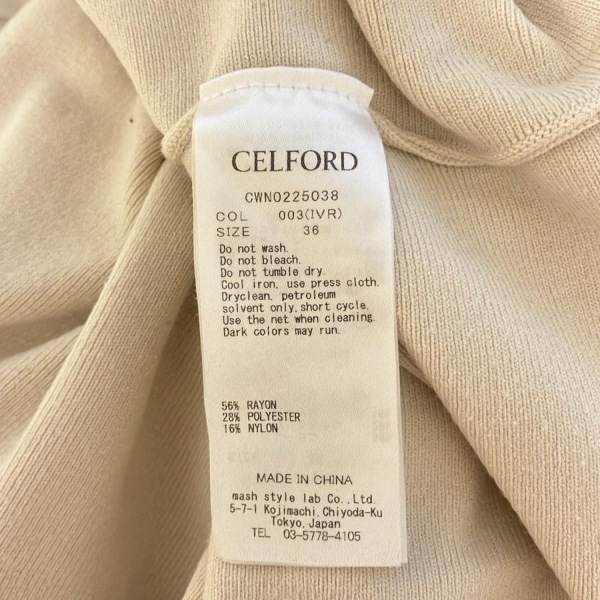 CELFORD
CWNO225038
COL 003(IVR)
SIZE 36
Do not wash.
Do not bleach.
Do not tumble dry.
Cool iron, use press cloth.
Dryclean, petroleum
solvent only,short cycle.
Use the net when cleaning.
Dark colors may run.
56% RAYON
28% POLYESTER
16% NYLON
MADE IN CHINA
mash style lab Co.,Ltd.
5-7-1 Kojimachi,Chiyoda-Ku
Tokyo,Japan
TEL 03-5778-4105